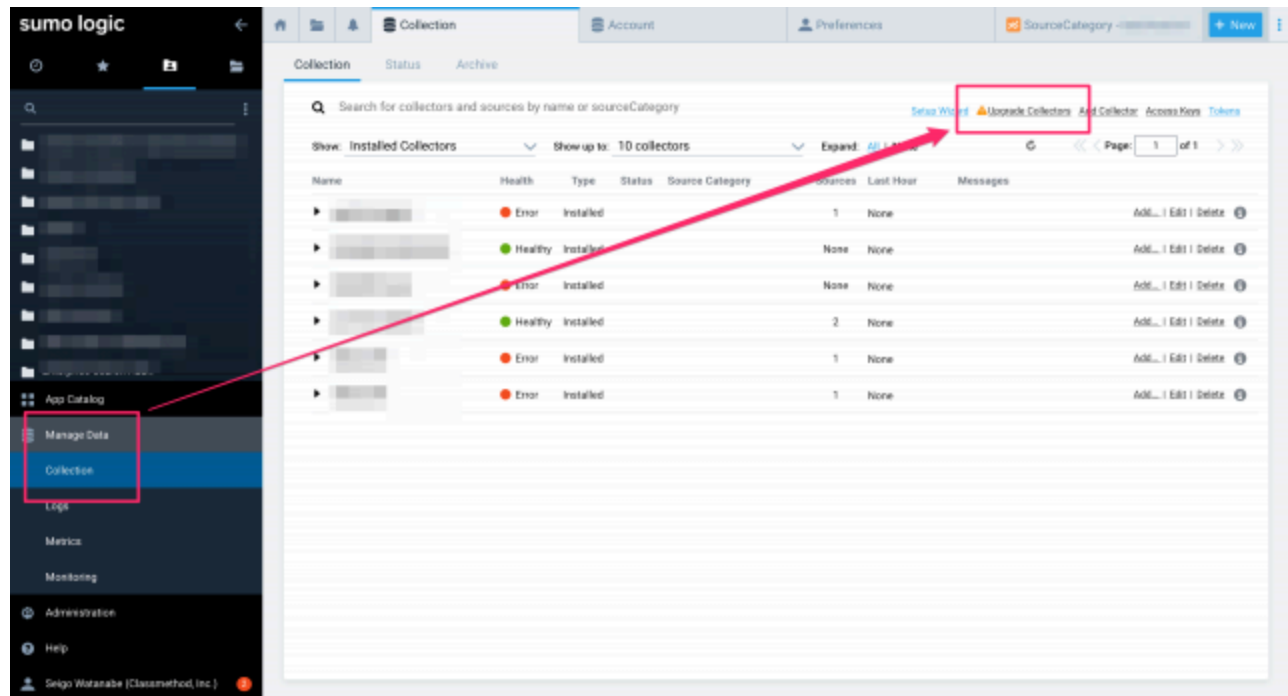 sumo logic
Collection
Account
Preferences
SourceCategory -
+ New
Collection Status Archive
Search for collectors and sources by name or sourceCategory
Setup Wizard Upgrade Collectors Add Collector Access Keys Tokens
Show: Installed Collectors Show up to: 10 collectors Expand: All Page: 1 of 1
Name Health Type Status Source Category Sources Last Hour Messages
Error Installed 1 None Add... | Edit | Delete
Healthy Installed None None Add... | Edit | Delete
Error Installed None None Add... | Edit | Delete
Healthy Installed 2 None Add... | Edit | Delete
Error Installed 1 None Add... | Edit | Delete
Error Installed 1 None Add... | Edit | Delete
App Catalog
Manage Data
Collection
Logs
Metrics
Monitoring
Administration
Help
Seigo Watanabe (Classmethod, Inc.) 2